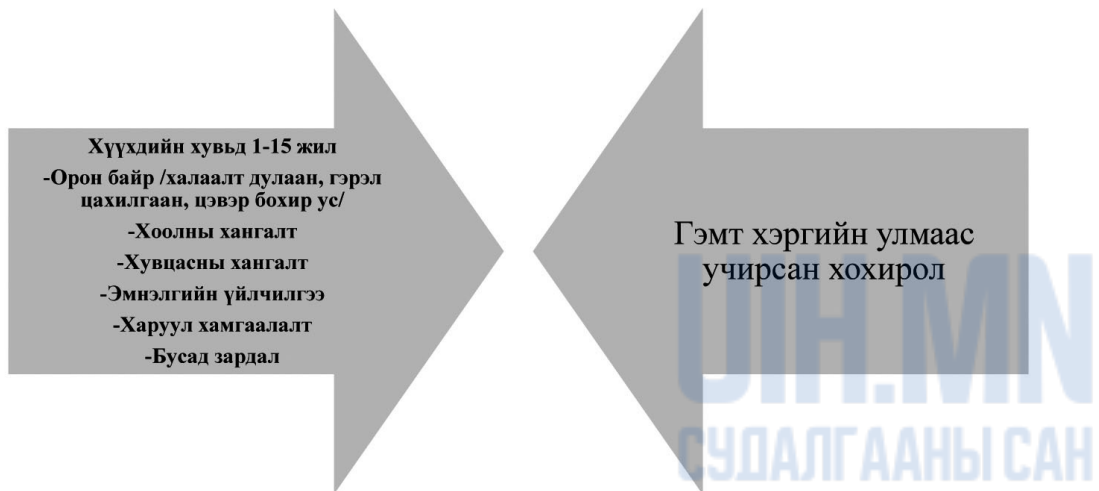 Хүүхдийн хувьд 1-15 жил
-Орон байр /халаалт дулаан, гэрэл
цахилгаан, цэвэр бохир ус/
-Хоолны хангалт
-Хувцасны хангалт
-Эмнэлгийн үйлчилгээ
-Харуул хамгаалалт
-Бусад зардал
Гэмт хэргийн улмаас
учирсан хохирол
UIH.MN
СУДАЛГААНЫ САН